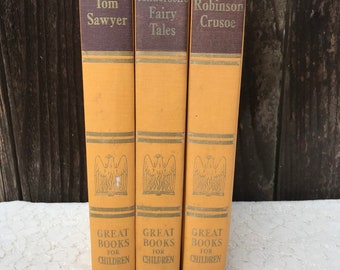 Tom
Sawyer
GREAT
BOOKS
FOR
CHILDREN
Fairy
Tales
GREAT
BOOKS
FOR
CHILDREN
Robinson
Crusoe
GREAT
BOOKS
FOR
CHILDREN